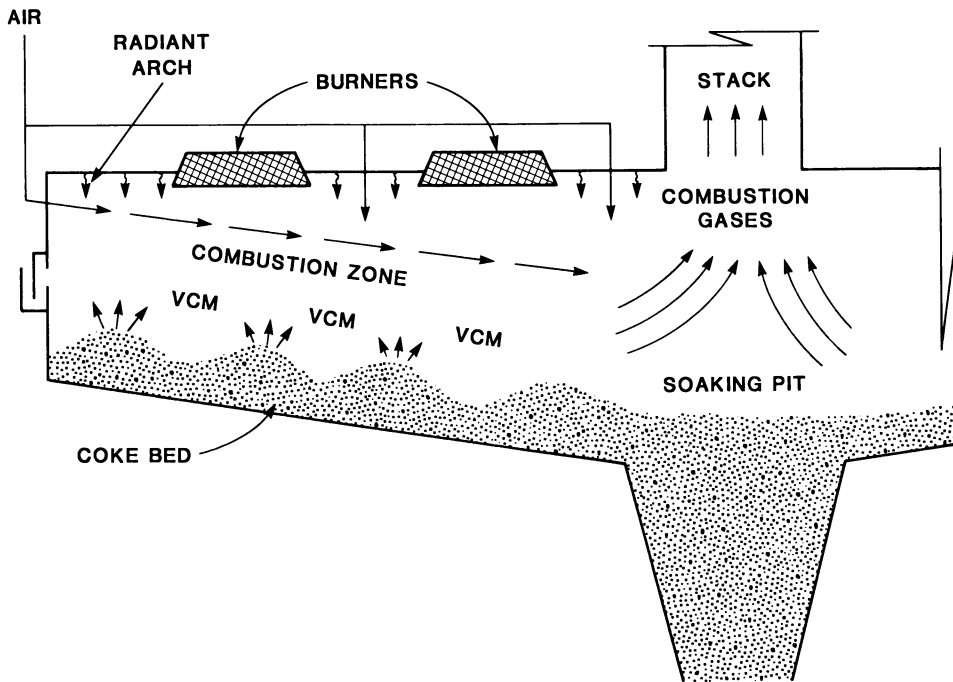 AIR
RADIANT
ARCH
BURNERS
STACK
COMBUSTION
GASES
COMBUSTION ZONE
VCM
VCM
VCM
SOAKING PIT
COKE BED